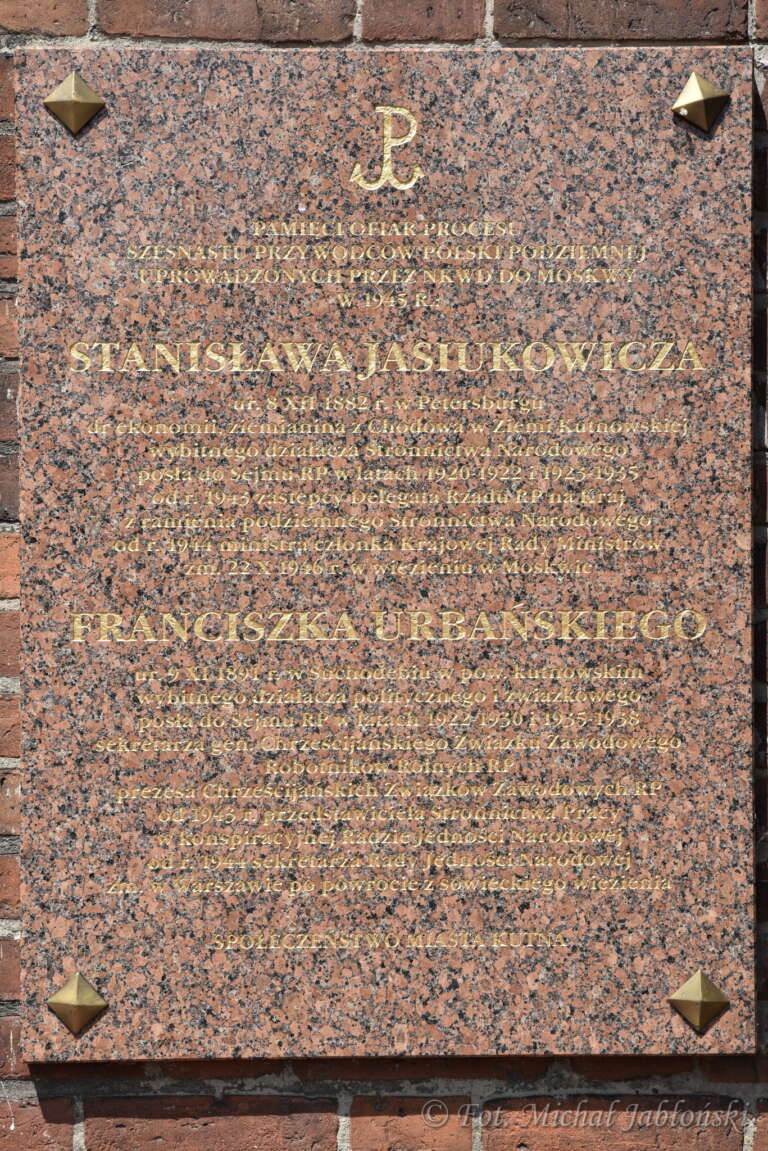 PAMIĘCI OFIAR PROCESU
SZESNASTU PRZYWÓDCÓW POLSKI PODZIEMNEJ
UPROWADZONYCH PRZEZ NKWD DO MOSKWY
W 1945 R.:
STANISŁAWA JASIUKOWICZA
ur. 8 XII 1882 r. w Petersburgu
dr ekonomii, ziemianina z Chodowa w Ziemi Kutnowskiej
wybitnego działacza Stronnictwa Narodowego
posła do Sejmu RP w latach 1920-1922 i 1923-1935
od r. 1943 zastępcy Delegata Rządu RP na Kraj
z ramienia podziemnego Stronnictwa Narodowego
od r. 1944 ministra członka Krajowej Rady Ministrów
zm. 22 X 1946 r. w więzieniu w Moskwie
FRANCISZKA URBAŃSKIEGO
ur. 9 XI 1891 r. w Suchodębiu w pow. kutnowskim
wybitnego działacza politycznego i związkowego
posła do Sejmu RP w latach 1922-1930 i 1935-1938
sekretarza gen. Chrześcijańskiego Związku Zawodowego
Robotników Rolnych RP
prezesa Chrześcijańskich Związków Zawodowych RP
od 1943 r. przedstawiciela Stronnictwa Pracy
w konspiracyjnej Radzie Jedności Narodowej
od r. 1944 sekretarza Rady Jedności Narodowej
zm. w Warszawie po powrocie z sowieckiego więzienia
SPOŁECZEŃSTWO MIASTA KUTNA
© Fot. Michał Jabłoński